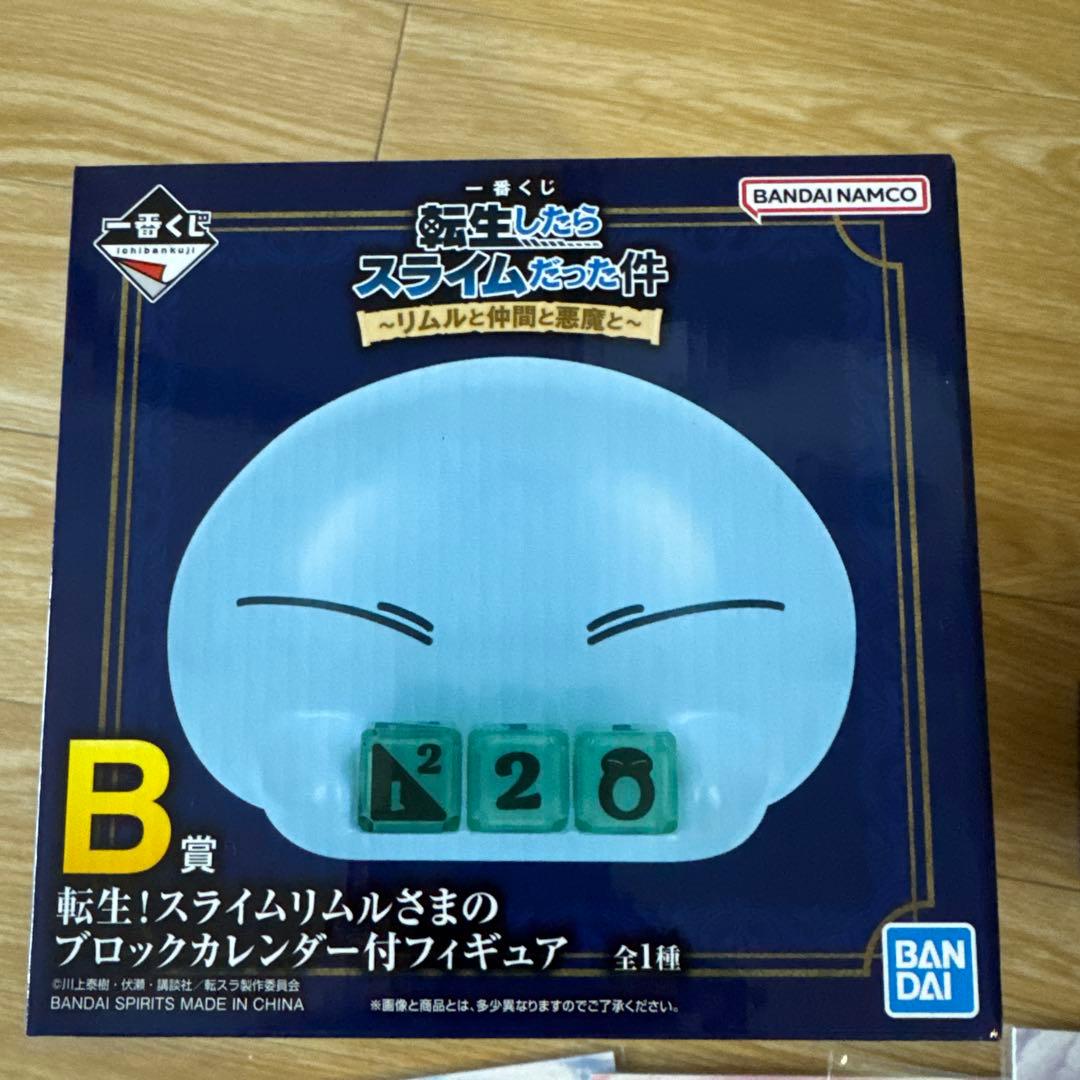 一番くじ
ichibankuji
一番くじ
転生したら
スライムだった件
～リムルと仲間と悪魔と～
BANDAI NAMCO
2
1
2
0
B賞
転生！スライムリムルさまの
ブロックカレンダー付フィギュア 全1種
©川上泰樹・伏瀬・講談社／転スラ製作委員会
BANDAI SPIRITS MADE IN CHINA
※画像と商品とは、多少異なりますのでご了承ください。
BAN
DAI